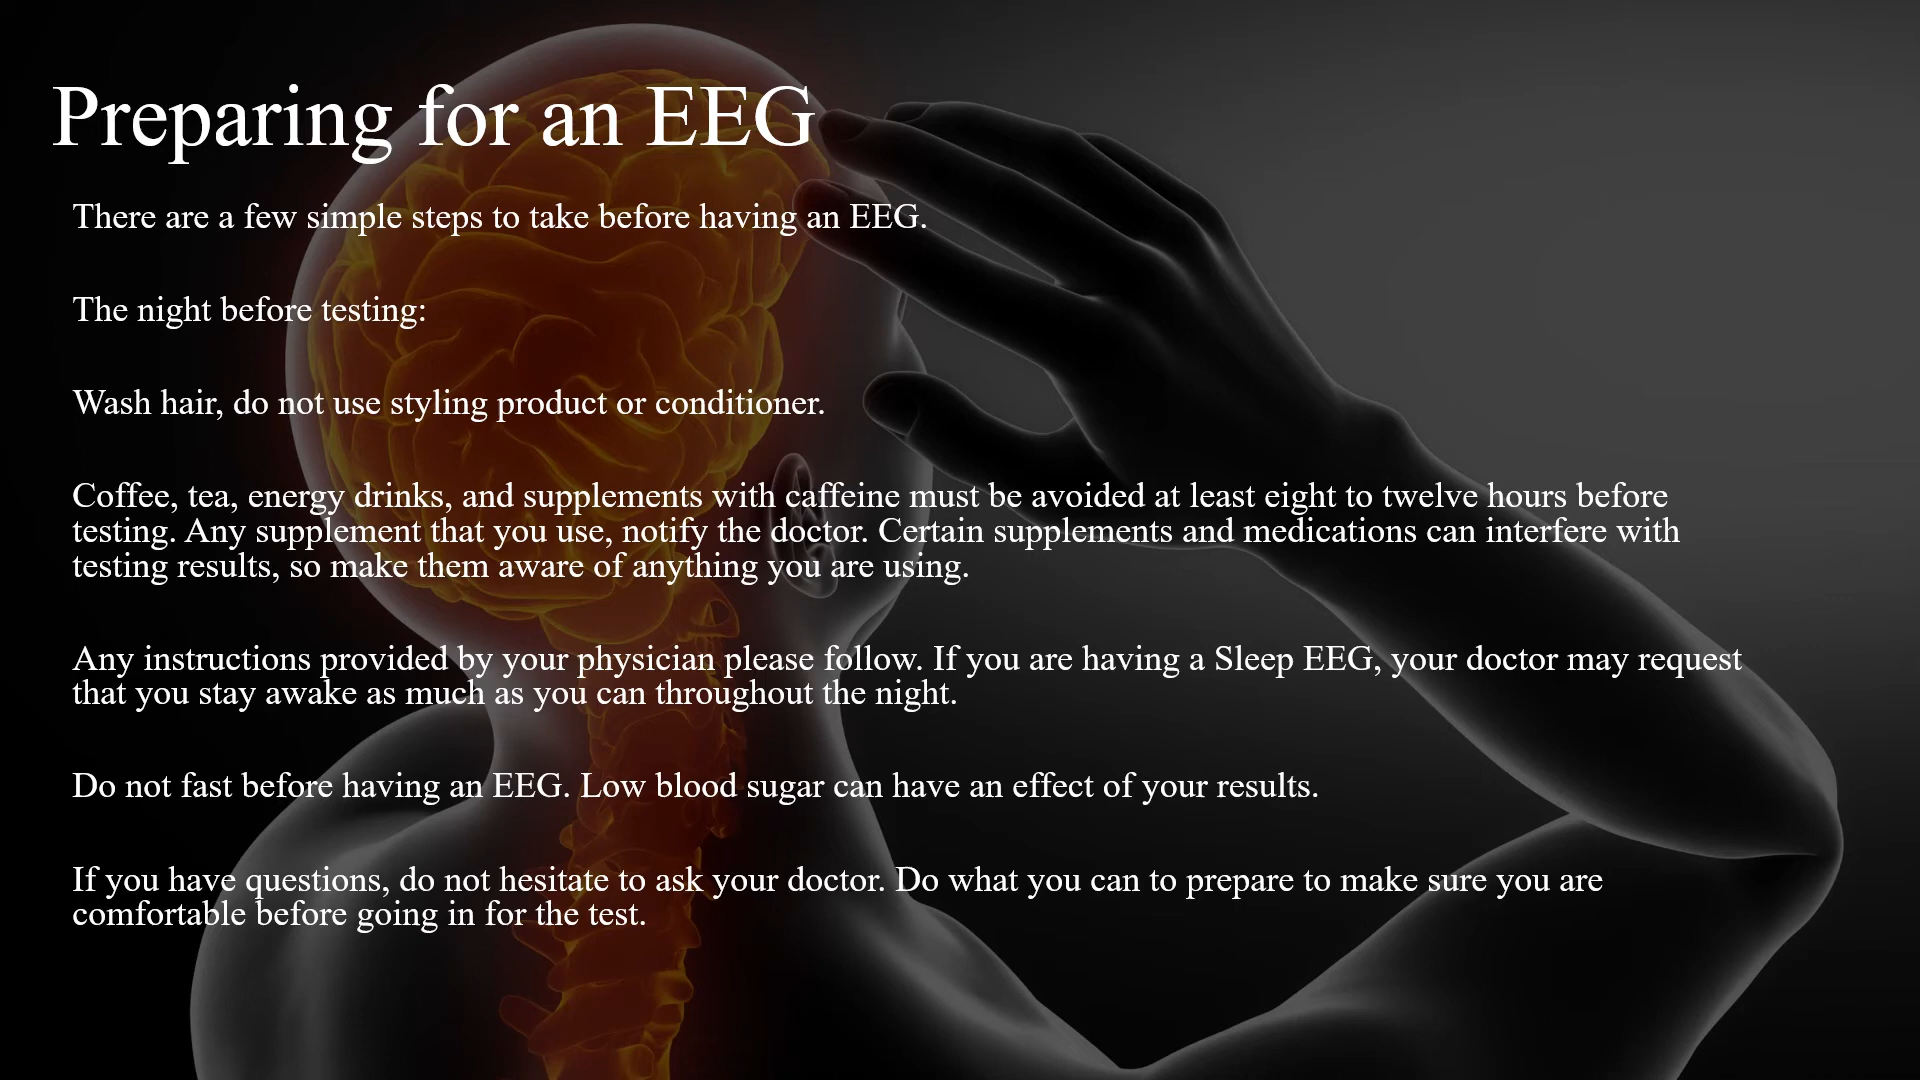 Preparing for an EEG
There are a few simple steps to take before having an EEG.
The night before testing:
Wash hair, do not use styling product or conditioner.
Coffee, tea, energy drinks, and supplements with caffeine must be avoided at least eight to twelve hours before
testing. Any supplement that you use, notify the doctor. Certain supplements and medications can interfere with
testing results, so make them aware of anything you are using.
Any instructions provided by your physician please follow. If you are having a Sleep EEG, your doctor may request
that you stay awake as much as you can throughout the night.
Do not fast before having an EEG. Low blood sugar can have an effect of your results.
If you have questions, do not hesitate to ask your doctor. Do what you can to prepare to make sure you are
comfortable before going in for the test.